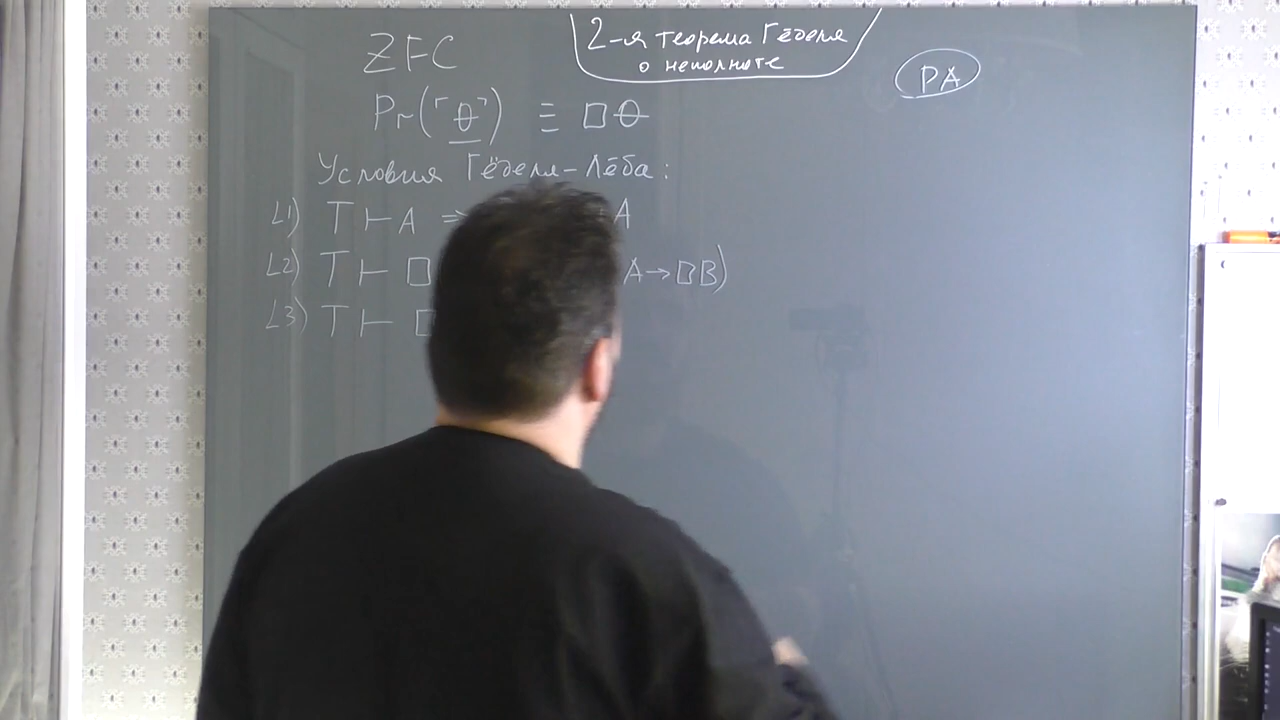 ZFC
2-я теорема Гёделя
о неполноте
PA
Pr(⌜θ⌝) ≡ □θ
Условия Гёделя-Лёба:
L1) T ⊢ A ⇒ A
L2) T ⊢ □ A→□B)
L3) T ⊢ □